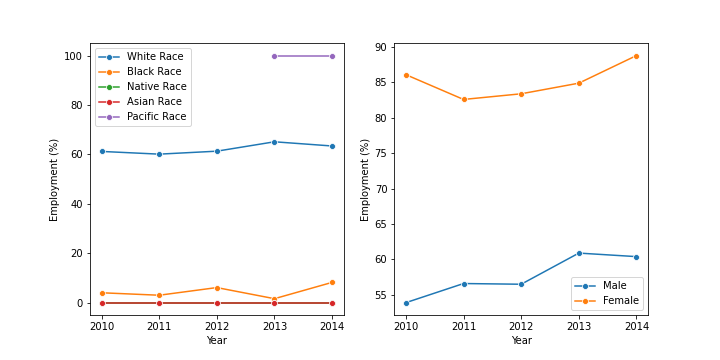 White Race
Black Race
Native Race
Asian Race
Pacific Race
100
80
60
40
20
0
Employment (%)
2010 2011 2012 2013 2014
Year
90
85
80
75
70
65
60
55
Employment (%)
Male
Female
2010 2011 2012 2013 2014
Year